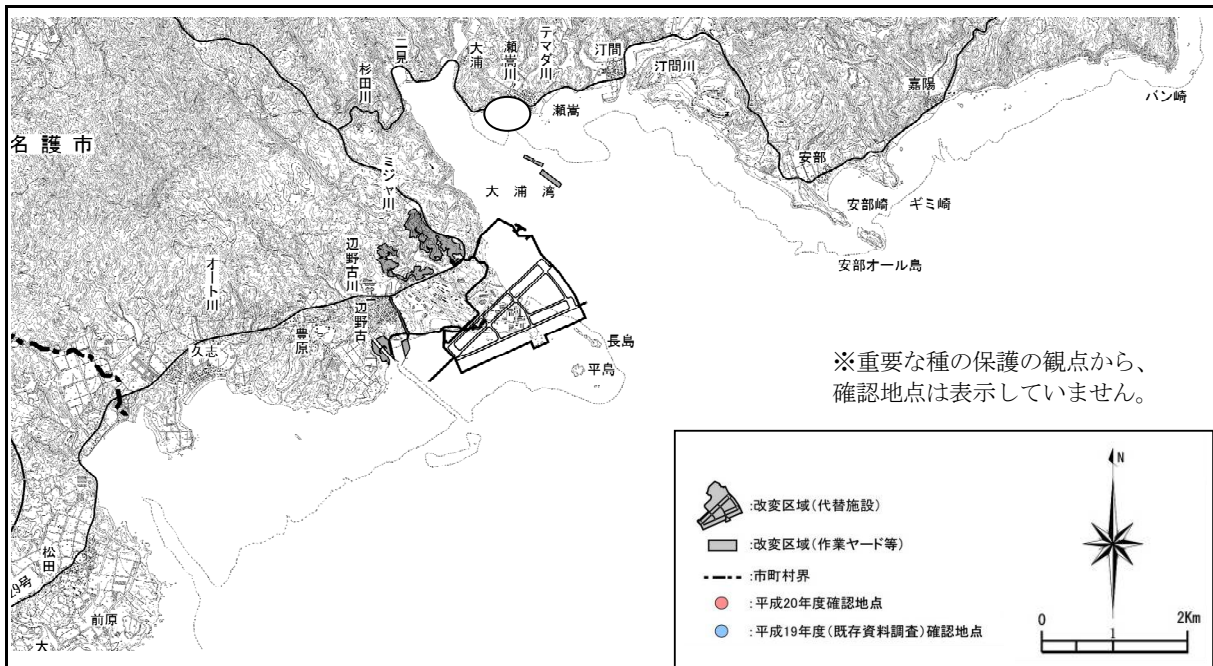 名護市
杉田川
二見
大浦
瀬嵩川
テマダ川
汀間
瀬嵩
汀間川
嘉陽
バン崎
安部
安部崎
ギミ崎
安部オール島
大浦湾
ミジャ川
辺野古川
辺野古
オート川
豊原
久志
長島
平島
松田
前原
大
※重要な種の保護の観点から、
確認地点は表示していません。
:改変区域(代替施設)
:改変区域(作業ヤード等)
:市町村界
:平成20年度確認地点
:平成19年度(既存資料調査)確認地点
N
0 1 2Km